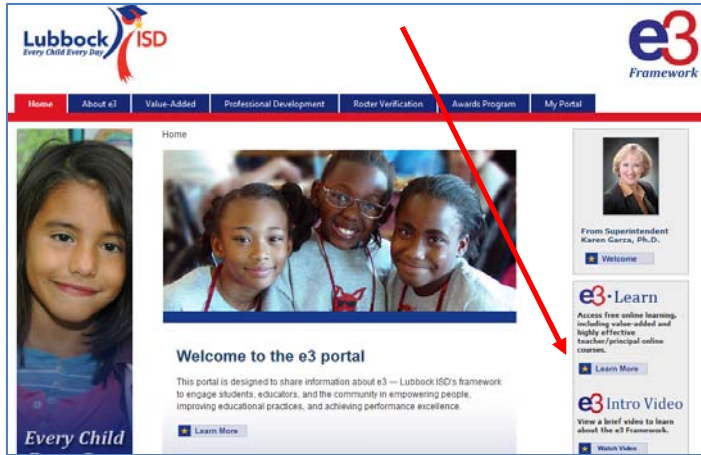 Lubbock ISD
Every Child Every Day
e3
Framework
Home About e3 Value-Added Professional Development Roster Verification Awards Program My Portal
Home
From Superintendent
Karen Garza, Ph.D.
Welcome
e3·Learn
Access free online learning,
including value-added and
highly effective
teacher/principal online
courses.
Learn More
Welcome to the e3 portal
This portal is designed to share information about e3 — Lubbock ISD's framework
to engage students, educators, and the community in empowering people,
improving educational practices, and achieving performance excellence.
Learn More
e3 Intro Video
View a brief video to learn
about the e3 Framework.
Watch Video
Every Child